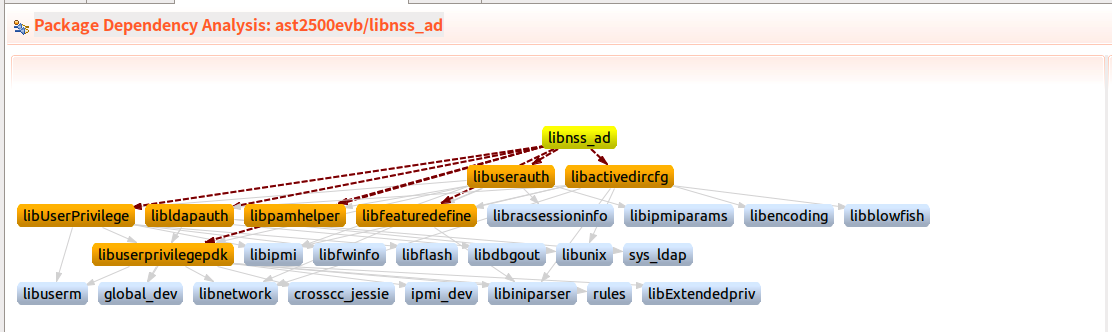 Package Dependency Analysis: ast2500evb/libnss_ad
libnss_ad
libuserauth libactivedircfg
libUserPrivilege libldapauth libpamhelper libfeaturedefine libracsessioninfo libipmiparams libencoding libblowfish
libuserprivilegepdk libipmi libfwinfo libflash libdbgout libunix sys_ldap
libuserm global_dev libnetwork crosscc_jessie ipmi_dev libiniparser rules libExtendedpriv